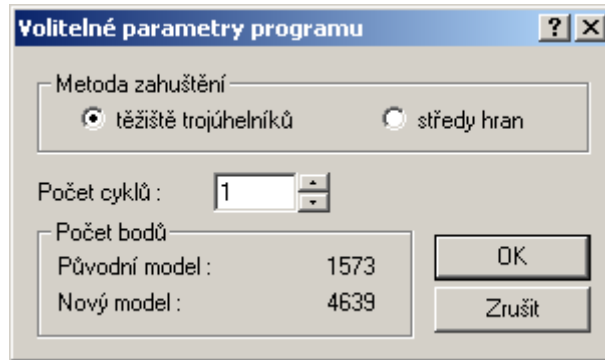 Volitelné parametry programu
Metoda zahuštění
těžiště trojúhelníků středy hran
Počet cyklů : 1
Počet bodů
Původní model : 1573
OK
Nový model : 4639
Zrušit